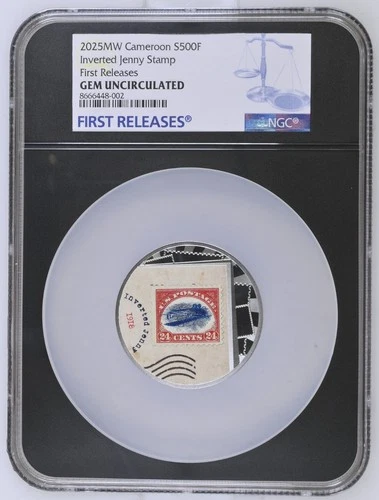 2025MW Cameroon S500F
Inverted Jenny Stamp
First Releases
GEM UNCIRCULATED
8666448-002
FIRST RELEASES®
NGC®
Inverted Jenny
1918
U.S. POSTAGE
24 CENTS 24